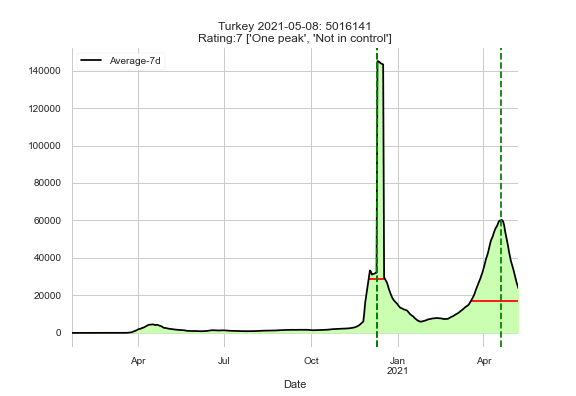 Turkey 2021-05-08: 5016141
Rating:7 ['One peak', 'Not in control']
Average-7d
140000
120000
100000
80000
60000
40000
20000
0
Apr
Jul
Oct
Jan
2021
Apr
Date